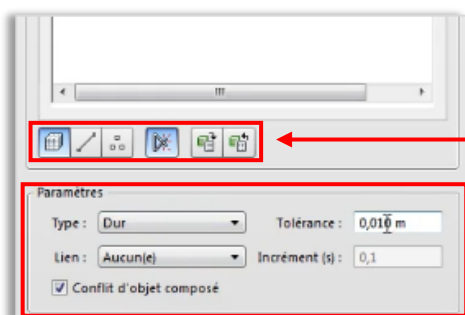 Paramètres
Type : Dur Tolérance : 0,010 m
Lien : Aucun(e) Incrément (s) : 0,1
Conflit d'objet composé